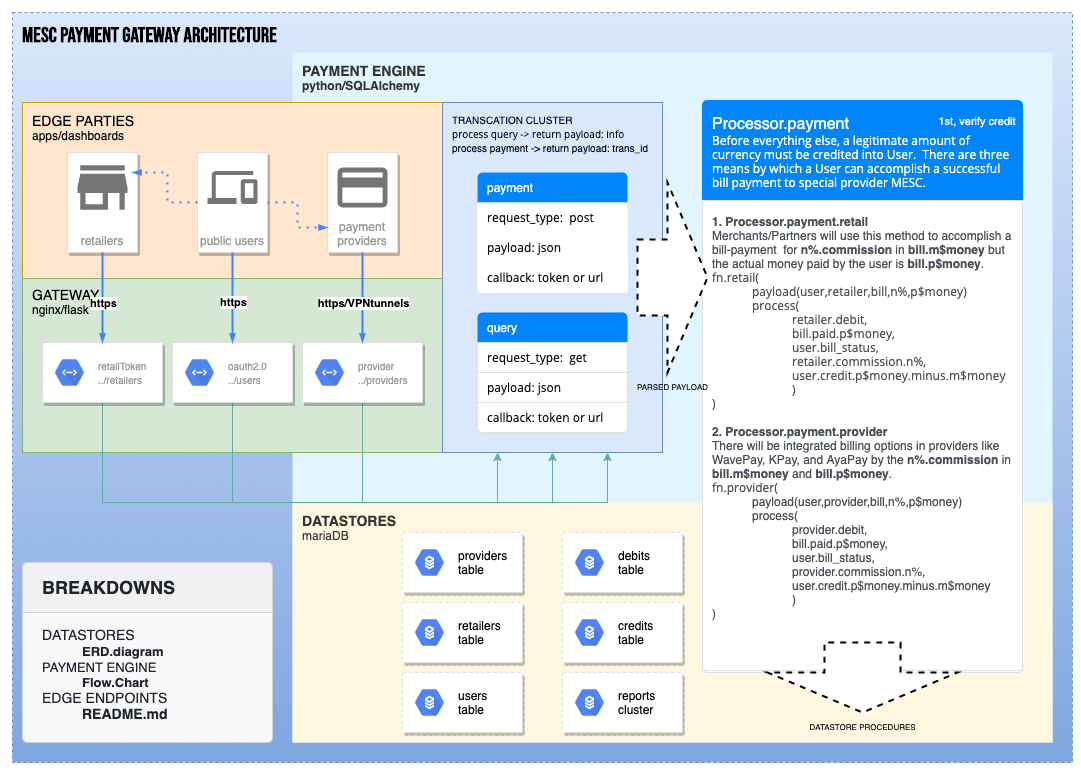 MESC PAYMENT GATEWAY ARCHITECTURE
PAYMENT ENGINE
python/SQLAlchemy
EDGE PARTIES
apps/dashboards
retailers
public users
payment
providers
GATEWAY
nginx/flask
https
https
https/VPNtunnels
retailToken
../retailers
oauth2.0
../users
provider
../providers
TRANSCATION CLUSTER
process query -> return payload: info
process payment -> return payload: trans_id
payment
request_type: post
payload: json
callback: token or url
query
request_type: get
payload: json
callback: token or url
PARSED PAYLOAD
Processor.payment
1st, verify credit
Before everything else, a legitimate amount of
currency must be credited into User. There are three
means by which a User can accomplish a successful
bill payment to special provider MESC.
1. Processor.payment.retail
Merchants/Partners will use this method to accomplish a
bill-payment for n%.commission in bill.m$money but
the actual money paid by the user is bill.p$money.
fn.retail(
payload(user,retailer,bill,n%,p$money)
process(
retailer.debit,
bill.paid.p$money,
user.bill_status,
retailer.commission.n%,
user.credit.p$money.minus.m$money
)
)
2. Processor.payment.provider
There will be integrated billing options in providers like
WavePay, KPay, and AyaPay by the n%.commission in
bill.m$money and bill.p$money.
fn.provider(
payload(user,provider,bill,n%,p$money)
process(
provider.debit,
bill.paid.p$money,
user.bill_status,
provider.commission.n%,
user.credit.p$money.minus.m$money
)
)
DATASTORE PROCEDURES
DATASTORES
mariaDB
providers
table
debits
table
retailers
table
credits
table
users
table
reports
cluster
BREAKDOWNS
DATASTORES
ERD.diagram
PAYMENT ENGINE
Flow.Chart
EDGE ENDPOINTS
README.md